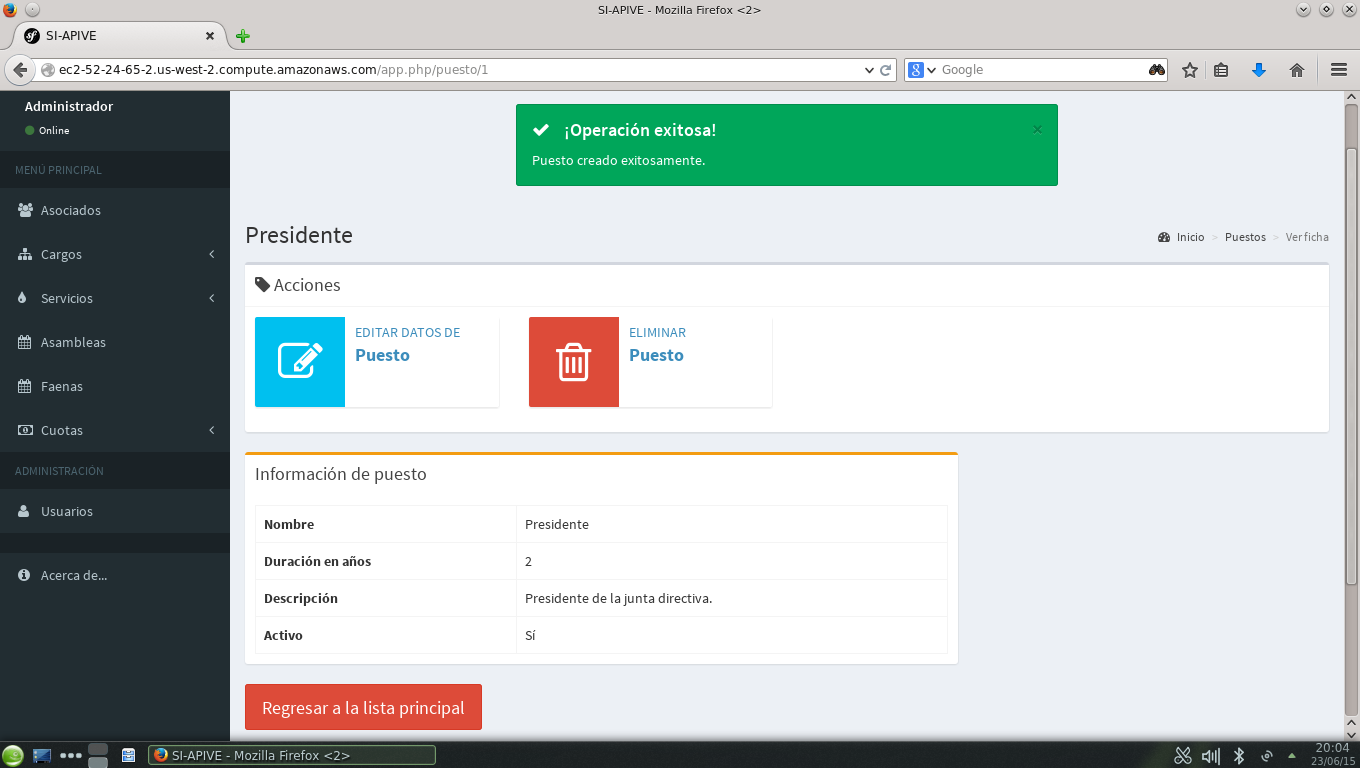 SI-APIVE - Mozilla Firefox <2>
SI-APIVE
ec2-52-24-65-2.us-west-2.compute.amazonaws.com/app.php/puesto/1
Google
Administrador
Online
MENÚ PRINCIPAL
Asociados
Cargos
Servicios
Asambleas
Faenas
Cuotas
ADMINISTRACIÓN
Usuarios
Acerca de...
¡Operación exitosa!
×
Puesto creado exitosamente.
Presidente
Inicio > Puestos > Ver ficha
Acciones
EDITAR DATOS DE
Puesto
ELIMINAR
Puesto
Información de puesto
Nombre Presidente
Duración en años 2
Descripción Presidente de la junta directiva.
Activo Sí
Regresar a la lista principal
SI-APIVE - Mozilla Firefox <2>
20:04
23/06/15